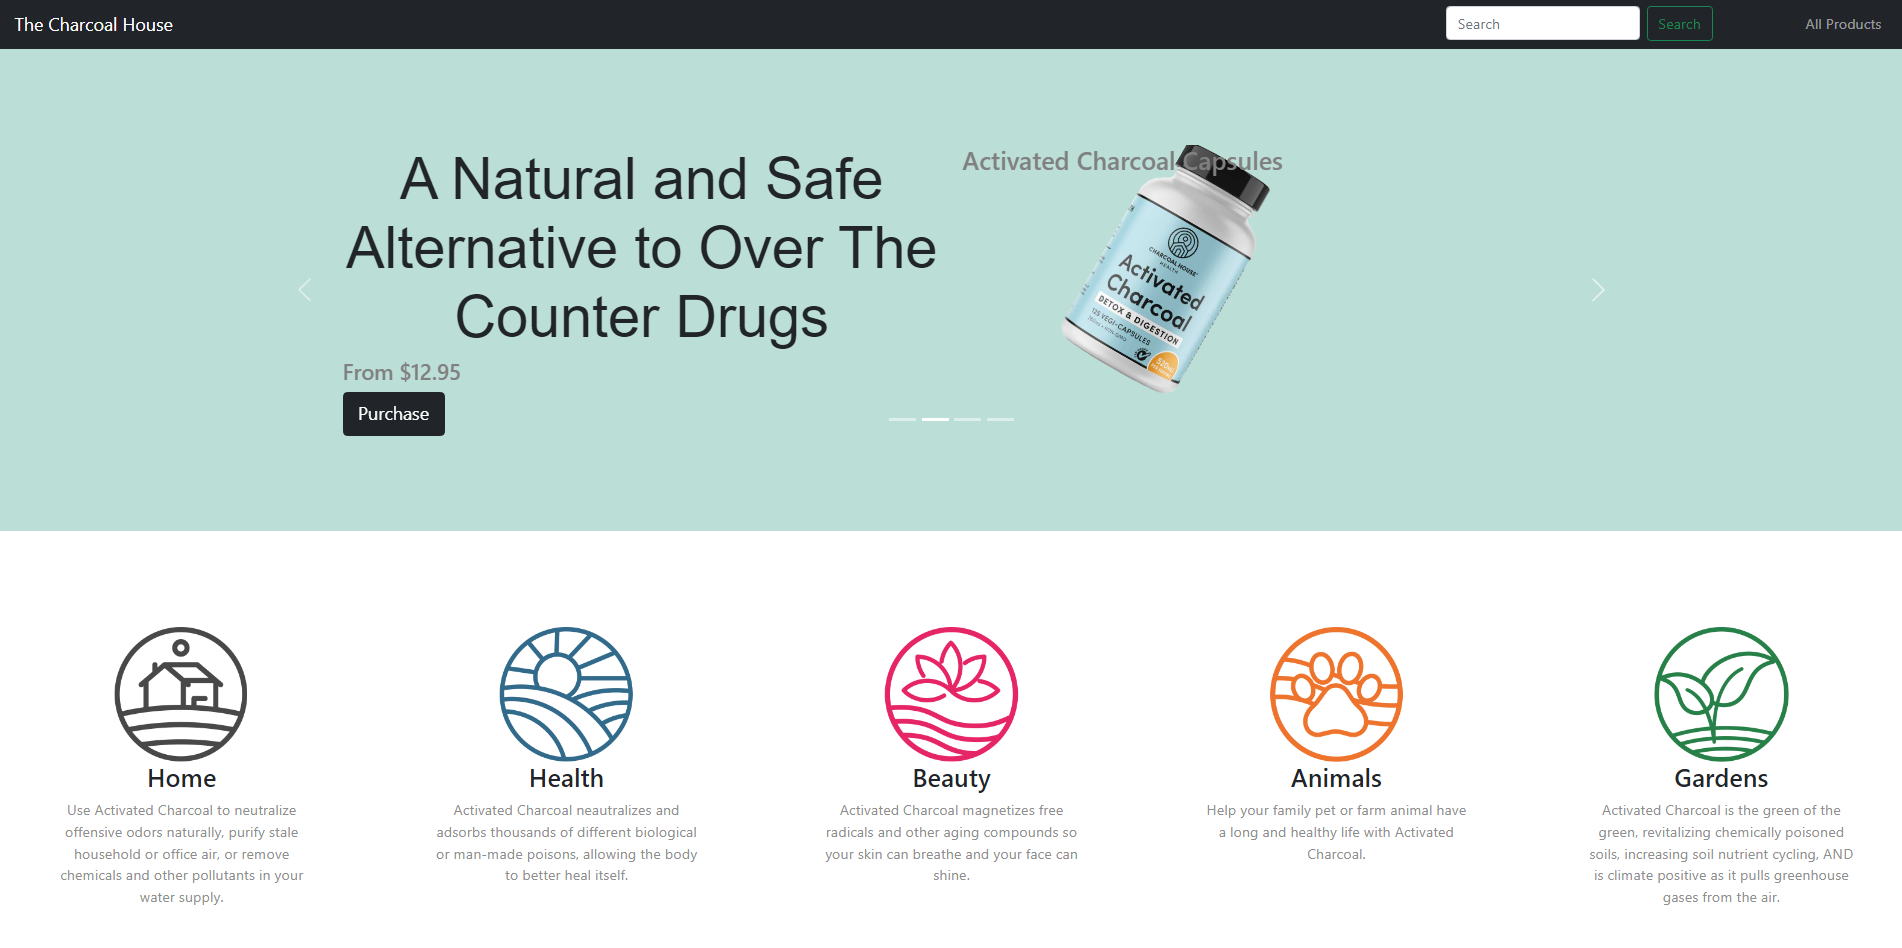 The Charcoal House
Search
Search
All Products
A Natural and Safe
Alternative to Over The
Counter Drugs
From $12.95
Purchase
Activated Charcoal Capsules
CHARCOAL HOUSE
HEALTH
Activated
Charcoal
DETOX & DIGESTION
125 VEGI-CAPSULES
Home
Use Activated Charcoal to neutralize
offensive odors naturally, purify stale
household or office air, or remove
chemicals and other pollutants in your
water supply.
Health
Activated Charcoal neautralizes and
adsorbs thousands of different biological
or man-made poisons, allowing the body
to better heal itself.
Beauty
Activated Charcoal magnetizes free
radicals and other aging compounds so
your skin can breathe and your face can
shine.
Animals
Help your family pet or farm animal have
a long and healthy life with Activated
Charcoal.
Gardens
Activated Charcoal is the green of the
green, revitalizing chemically poisoned
soils, increasing soil nutrient cycling, AND
is climate positive as it pulls greenhouse
gases from the air.